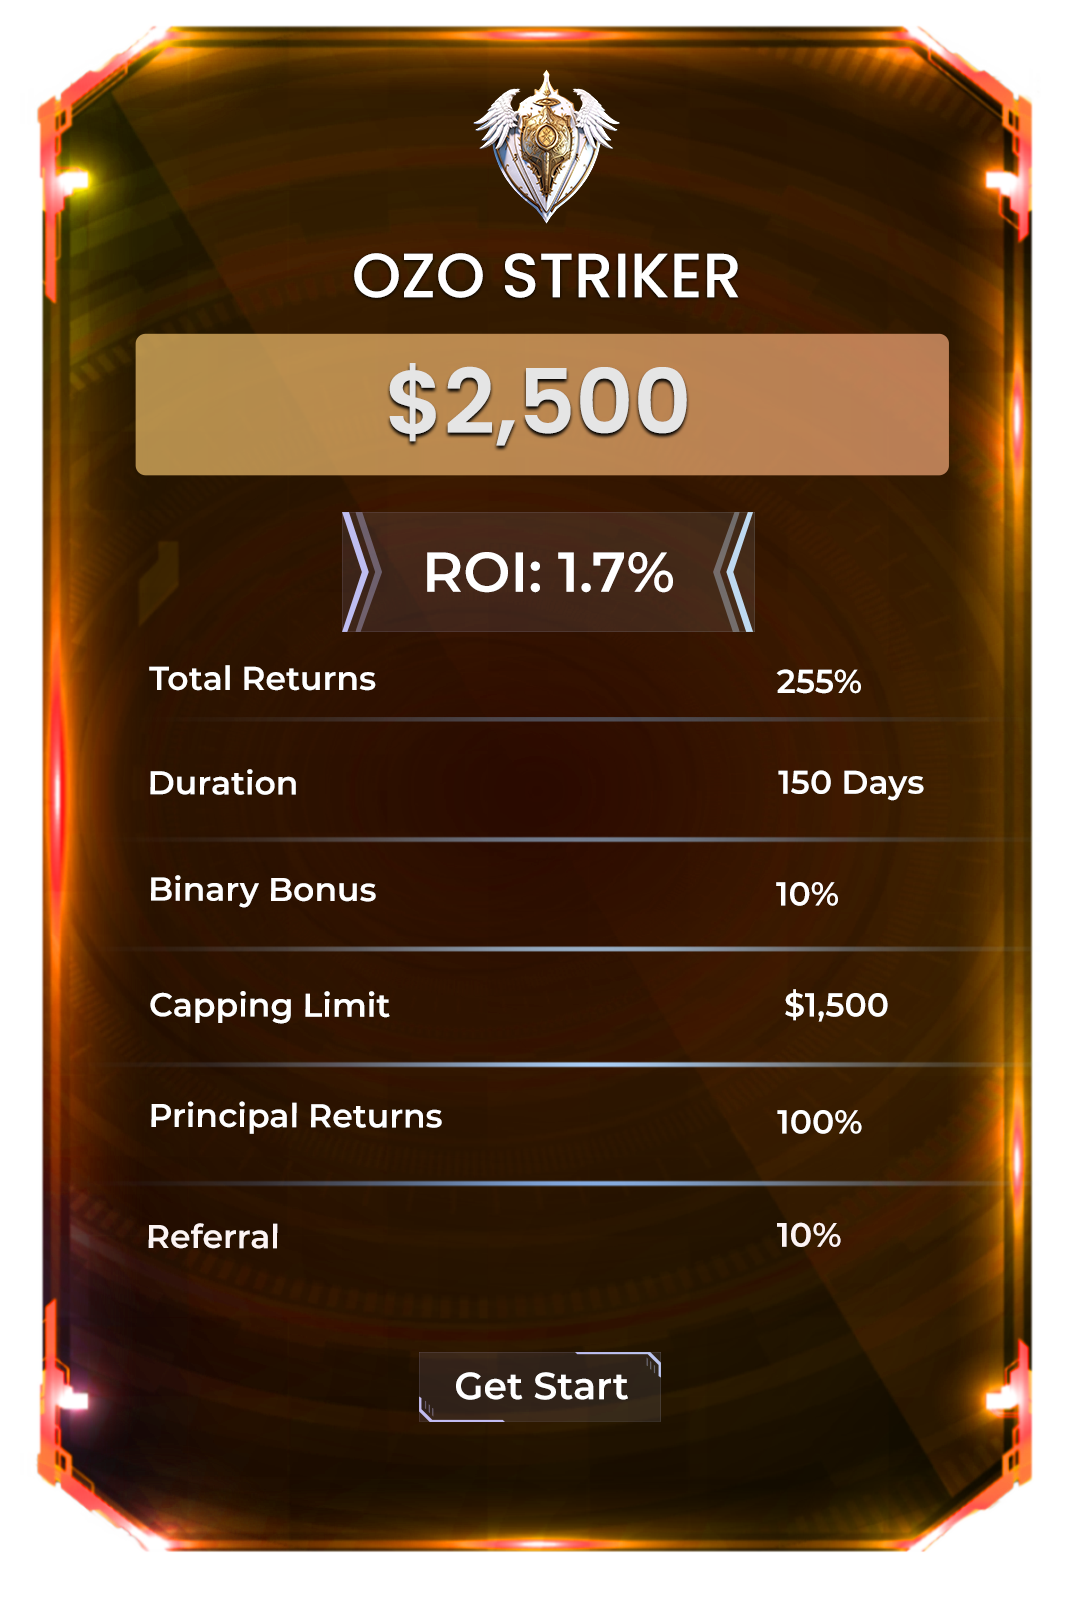 OZO STRIKER
$2,500
ROI: 1.7%
Total Returns 255%
Duration 150 Days
Binary Bonus 10%
Capping Limit $1,500
Principal Returns 100%
Referral 10%
Get Start